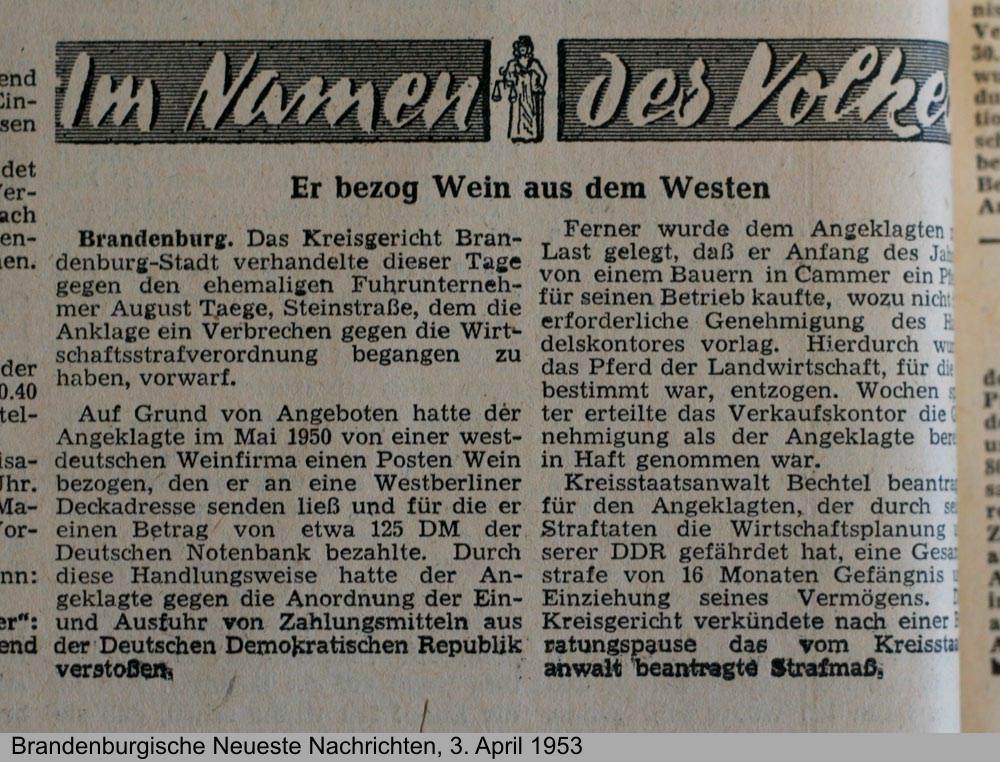 Im Namen des Volke
Er bezog Wein aus dem Westen
Brandenburg. Das Kreisgericht Bran-
denburg-Stadt verhandelte dieser Tage
gegen den ehemaligen Fuhrunterneh-
mer August Taege, Steinstraße, dem die
Anklage ein Verbrechen gegen die Wirt-
schaftsstrafverordnung begangen zu
haben, vorwarf.
Auf Grund von Angeboten hatte der
Angeklagte im Mai 1950 von einer west-
deutschen Weinfirma einen Posten Wein
bezogen, den er an eine Westberliner
Deckadresse senden ließ und für die er
einen Betrag von etwa 125 DM der
Deutschen Notenbank bezahlte. Durch
diese Handlungsweise hatte der An-
geklagte gegen die Anordnung der Ein-
und Ausfuhr von Zahlungsmitteln aus
der Deutschen Demokratischen Republik
verstoßen.
Ferner wurde dem Angeklagten
Last gelegt, daß er Anfang des Jah
von einem Bauern in Cammer ein Pf
für seinen Betrieb kaufte, wozu nicht
erforderliche Genehmigung des H
delskontores vorlag. Hierdurch wu
das Pferd der Landwirtschaft, für die
bestimmt war, entzogen. Wochen s
ter erteilte das Verkaufskontor die G
nehmigung als der Angeklagte bere
in Haft genommen war.
Kreisstaatsanwalt Bechtel beantra
für den Angeklagten, der durch se
Straftaten die Wirtschaftsplanung
serer DDR gefährdet hat, eine Gesa
strafe von 16 Monaten Gefängnis u
Einziehung seines Vermögens. D
Kreisgericht verkündete nach einer B
ratungspause das vom Kreissta
anwalt beantragte Strafmaß.
Brandenburgische Neueste Nachrichten, 3. April 1953